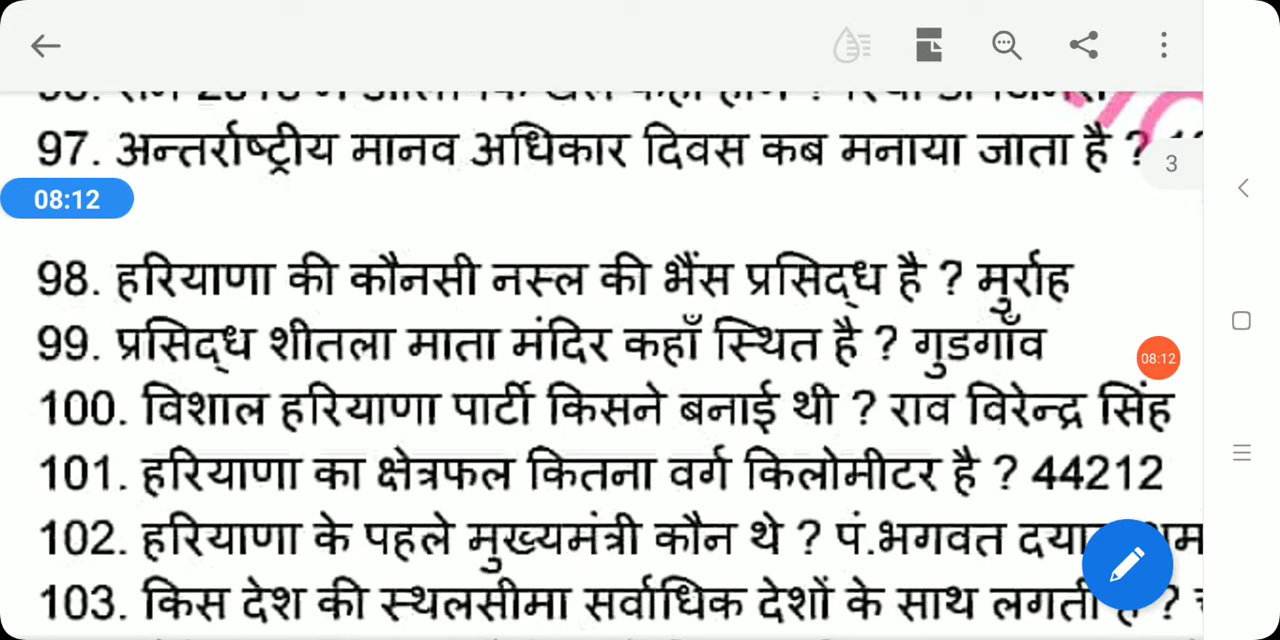 97. अन्तर्राष्ट्रीय मानव अधिकार दिवस कब मनाया जाता है ?
3
08:12
98. हरियाणा की कौनसी नस्ल की भैंस प्रसिद्ध है ? मुर्राह
99. प्रसिद्ध शीतला माता मंदिर कहाँ स्थित है ? गुडगाँव
08:12
100. विशाल हरियाणा पार्टी किसने बनाई थी ? राव विरेन्द्र सिंह
101. हरियाणा का क्षेत्रफल कितना वर्ग किलोमीटर है ? 44212
102. हरियाणा के पहले मुख्यमंत्री कौन थे ? पं.भगवत
103. किस देश की स्थलसीमा सर्वाधिक देशों के साथ लगती है ?